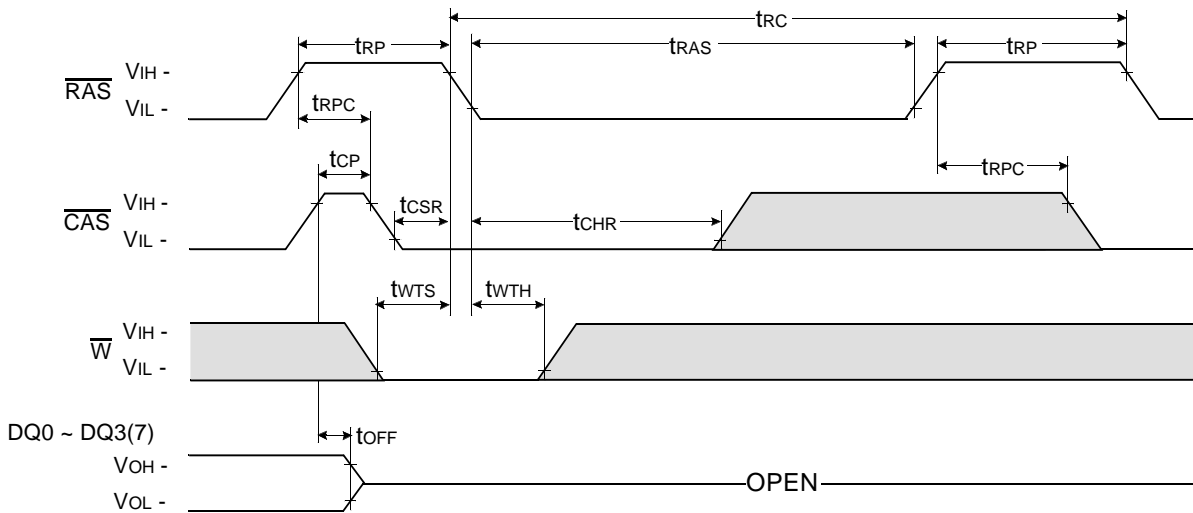 tRC
tRP
tRAS
tRP
RAS
VIH -
VIL -
tRPC
tCP
tRPC
CAS
VIH -
VIL -
tCSR
tCHR
tWTS
tWTH
W
VIH -
VIL -
DQ0 ~ DQ3(7)
tOFF
VOH -
VOL -
OPEN